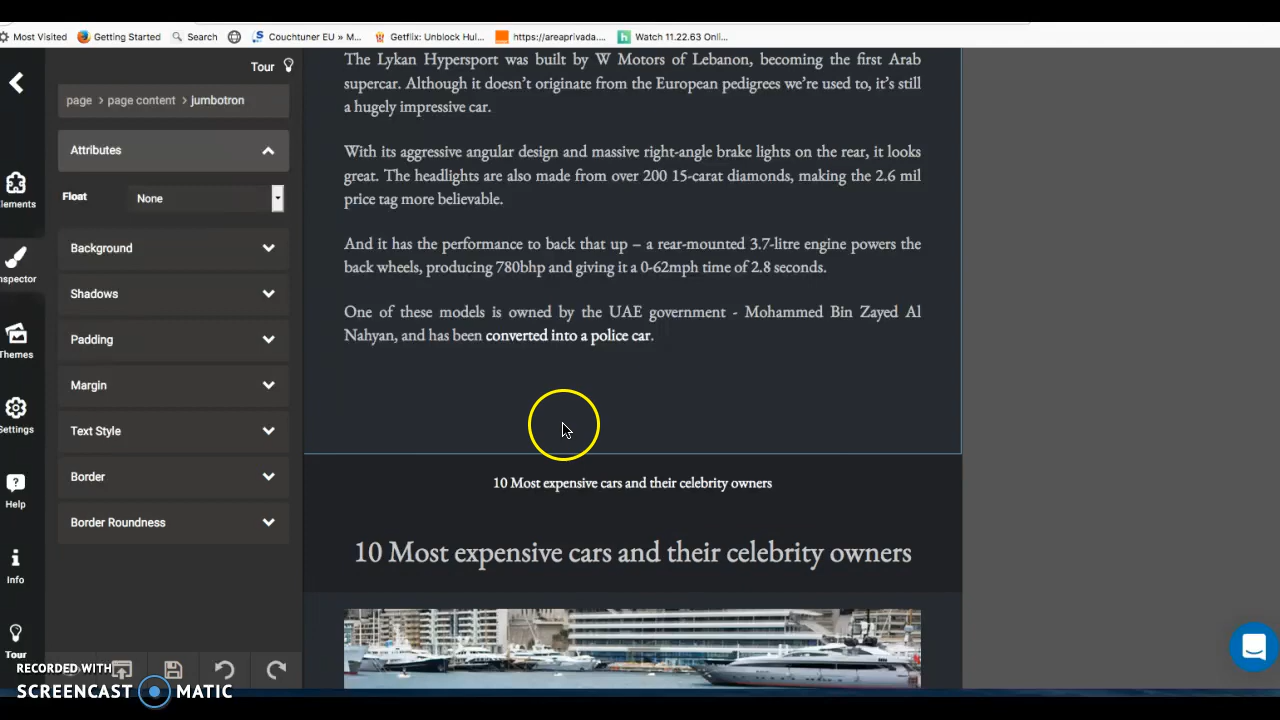 Most Visited Getting Started Search Couchtuner EU » M... Getflix: Unblock Hul... https://areaprivada.... Watch 11.22.63 Onli...
Tour
page > page content > jumbotron
Attributes
Float None
Background
Shadows
Padding
Margin
Text Style
Border
Border Roundness
Elements
Inspector
Themes
Settings
Help
Info
Tour
The Lykan Hypersport was built by W Motors of Lebanon, becoming the first Arab
supercar. Although it doesn't originate from the European pedigrees we're used to, it's still
a hugely impressive car.
With its aggressive angular design and massive right-angle brake lights on the rear, it looks
great. The headlights are also made from over 200 15-carat diamonds, making the 2.6 mil
price tag more believable.
And it has the performance to back that up – a rear-mounted 3.7-litre engine powers the
back wheels, producing 780bhp and giving it a 0-62mph time of 2.8 seconds.
One of these models is owned by the UAE government - Mohammed Bin Zayed Al
Nahyan, and has been converted into a police car.
10 Most expensive cars and their celebrity owners
10 Most expensive cars and their celebrity owners
RECORDED WITH
SCREENCAST MATIC